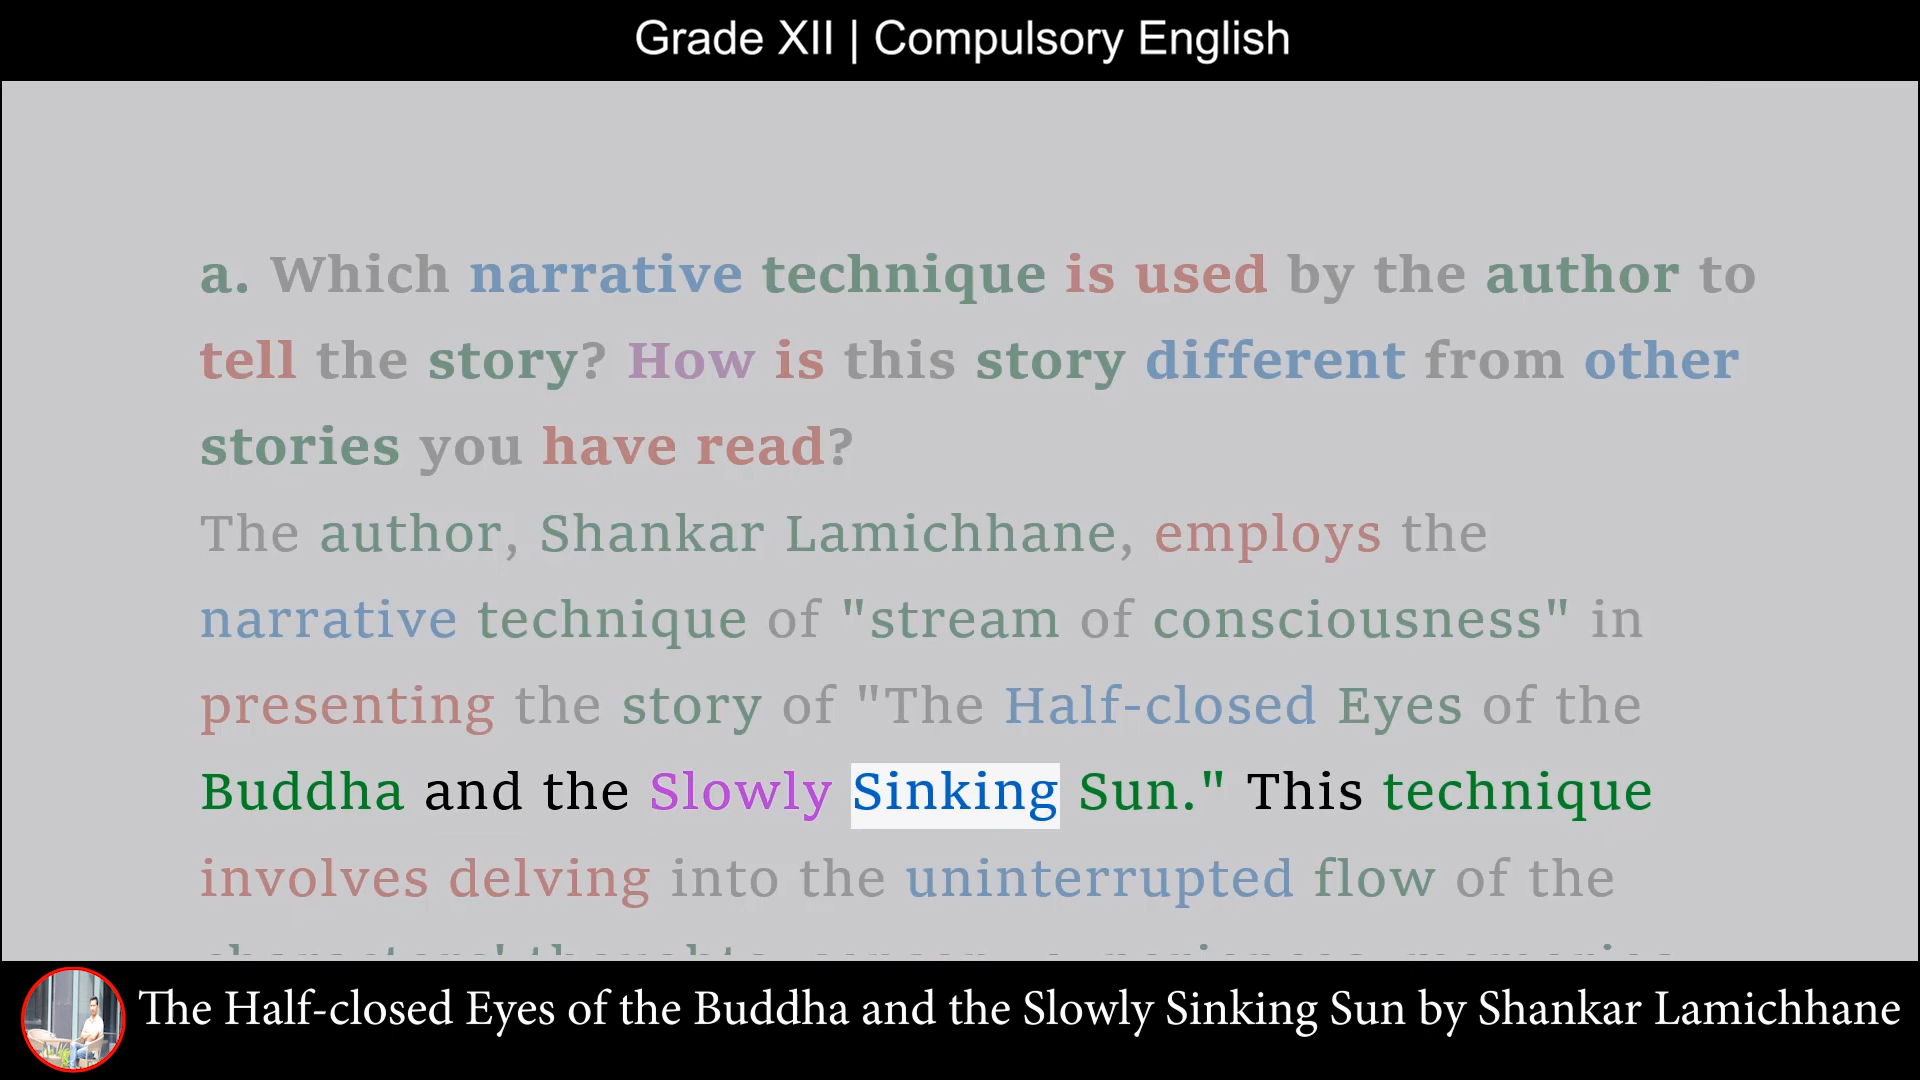 Grade XII | Compulsory English
a. Which narrative technique is used by the author to
tell the story? How is this story different from other
stories you have read?
The author, Shankar Lamichhane, employs the
narrative technique of "stream of consciousness" in
presenting the story of "The Half-closed Eyes of the
Buddha and the Slowly Sinking Sun." This technique
involves delving into the uninterrupted flow of the
The Half-closed Eyes of the Buddha and the Slowly Sinking Sun by Shankar Lamichhane